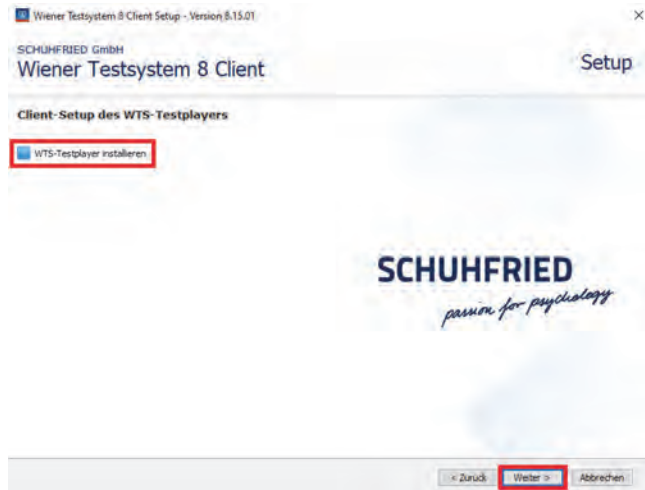 Wiener Testsystem 8 Client Setup - Version 8.15.01
SCHUHFRIED GmbH
Wiener Testsystem 8 Client
Setup
Client-Setup des WTS-Testplayers
WTS-Testplayer installieren
SCHUHFRIED
passion for psychology
< Zurück
Weiter >
Abbrechen